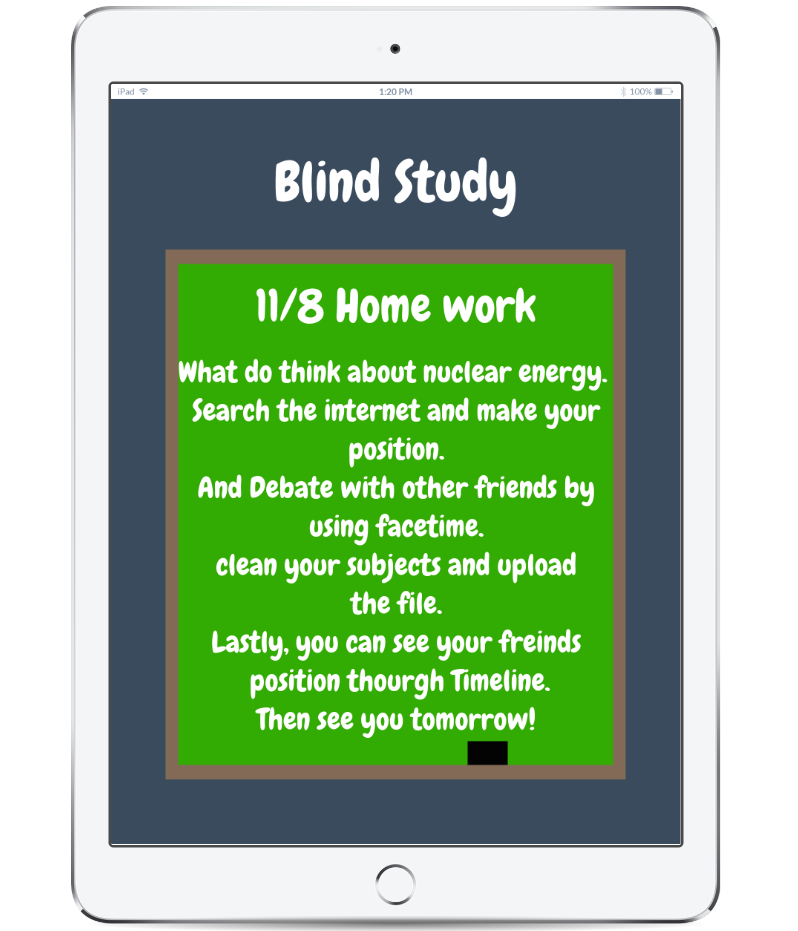 iPad
1:20 PM
100%
Blind Study
11/8 Home work
What do think about nuclear energy.
Search the internet and make your
position.
And Debate with other friends by
using facetime.
clean your subjects and upload
the file.
Lastly, you can see your freinds
position thourgh Timeline.
Then see you tomorrow!